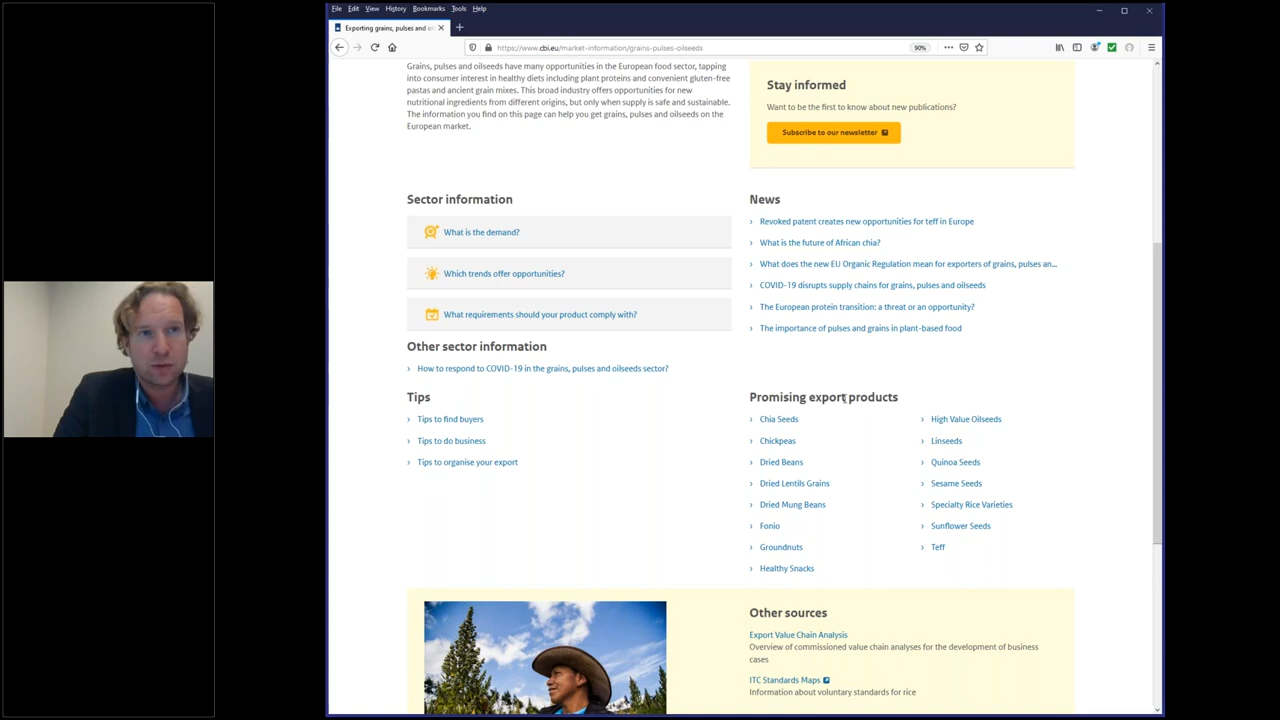 File Edit View History Bookmarks Tools Help
Exporting grains, pulses and oi
https://www.cbi.eu/market-information/grains-pulses-oilseeds
90%
Grains, pulses and oilseeds have many opportunities in the European food sector, tapping
into consumer interest in healthy diets including plant proteins and convenient gluten-free
pastas and ancient grain mixes. This broad industry offers opportunities for new
nutritional ingredients from different origins, but only when supply is safe and sustainable.
The information you find on this page can help you get grains, pulses and oilseeds on the
European market.
Stay informed
Want to be the first to know about new publications?
Subscribe to our newsletter
Sector information
What is the demand?
Which trends offer opportunities?
What requirements should your product comply with?
Other sector information
How to respond to COVID-19 in the grains, pulses and oilseeds sector?
News
Revoked patent creates new opportunities for teff in Europe
What is the future of African chia?
What does the new EU Organic Regulation mean for exporters of grains, pulses an...
COVID-19 disrupts supply chains for grains, pulses and oilseeds
The European protein transition: a threat or an opportunity?
The importance of pulses and grains in plant-based food
Tips
Tips to find buyers
Tips to do business
Tips to organise your export
Promising export products
Chia Seeds
Chickpeas
Dried Beans
Dried Lentils Grains
Dried Mung Beans
Fonio
Groundnuts
Healthy Snacks
High Value Oilseeds
Linseeds
Quinoa Seeds
Sesame Seeds
Specialty Rice Varieties
Sunflower Seeds
Teff
Other sources
Export Value Chain Analysis
Overview of commissioned value chain analyses for the development of business
cases
ITC Standards Maps
Information about voluntary standards for rice